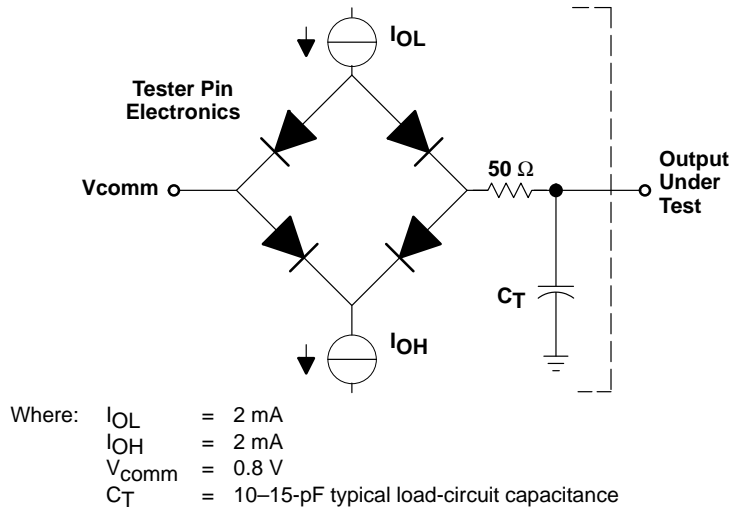 IOL
Tester Pin
Electronics
Vcomm
50 Ω
Output
Under
Test
CT
IOH
Where: IOL = 2 mA
IOH = 2 mA
Vcomm = 0.8 V
CT = 10–15-pF typical load-circuit capacitance